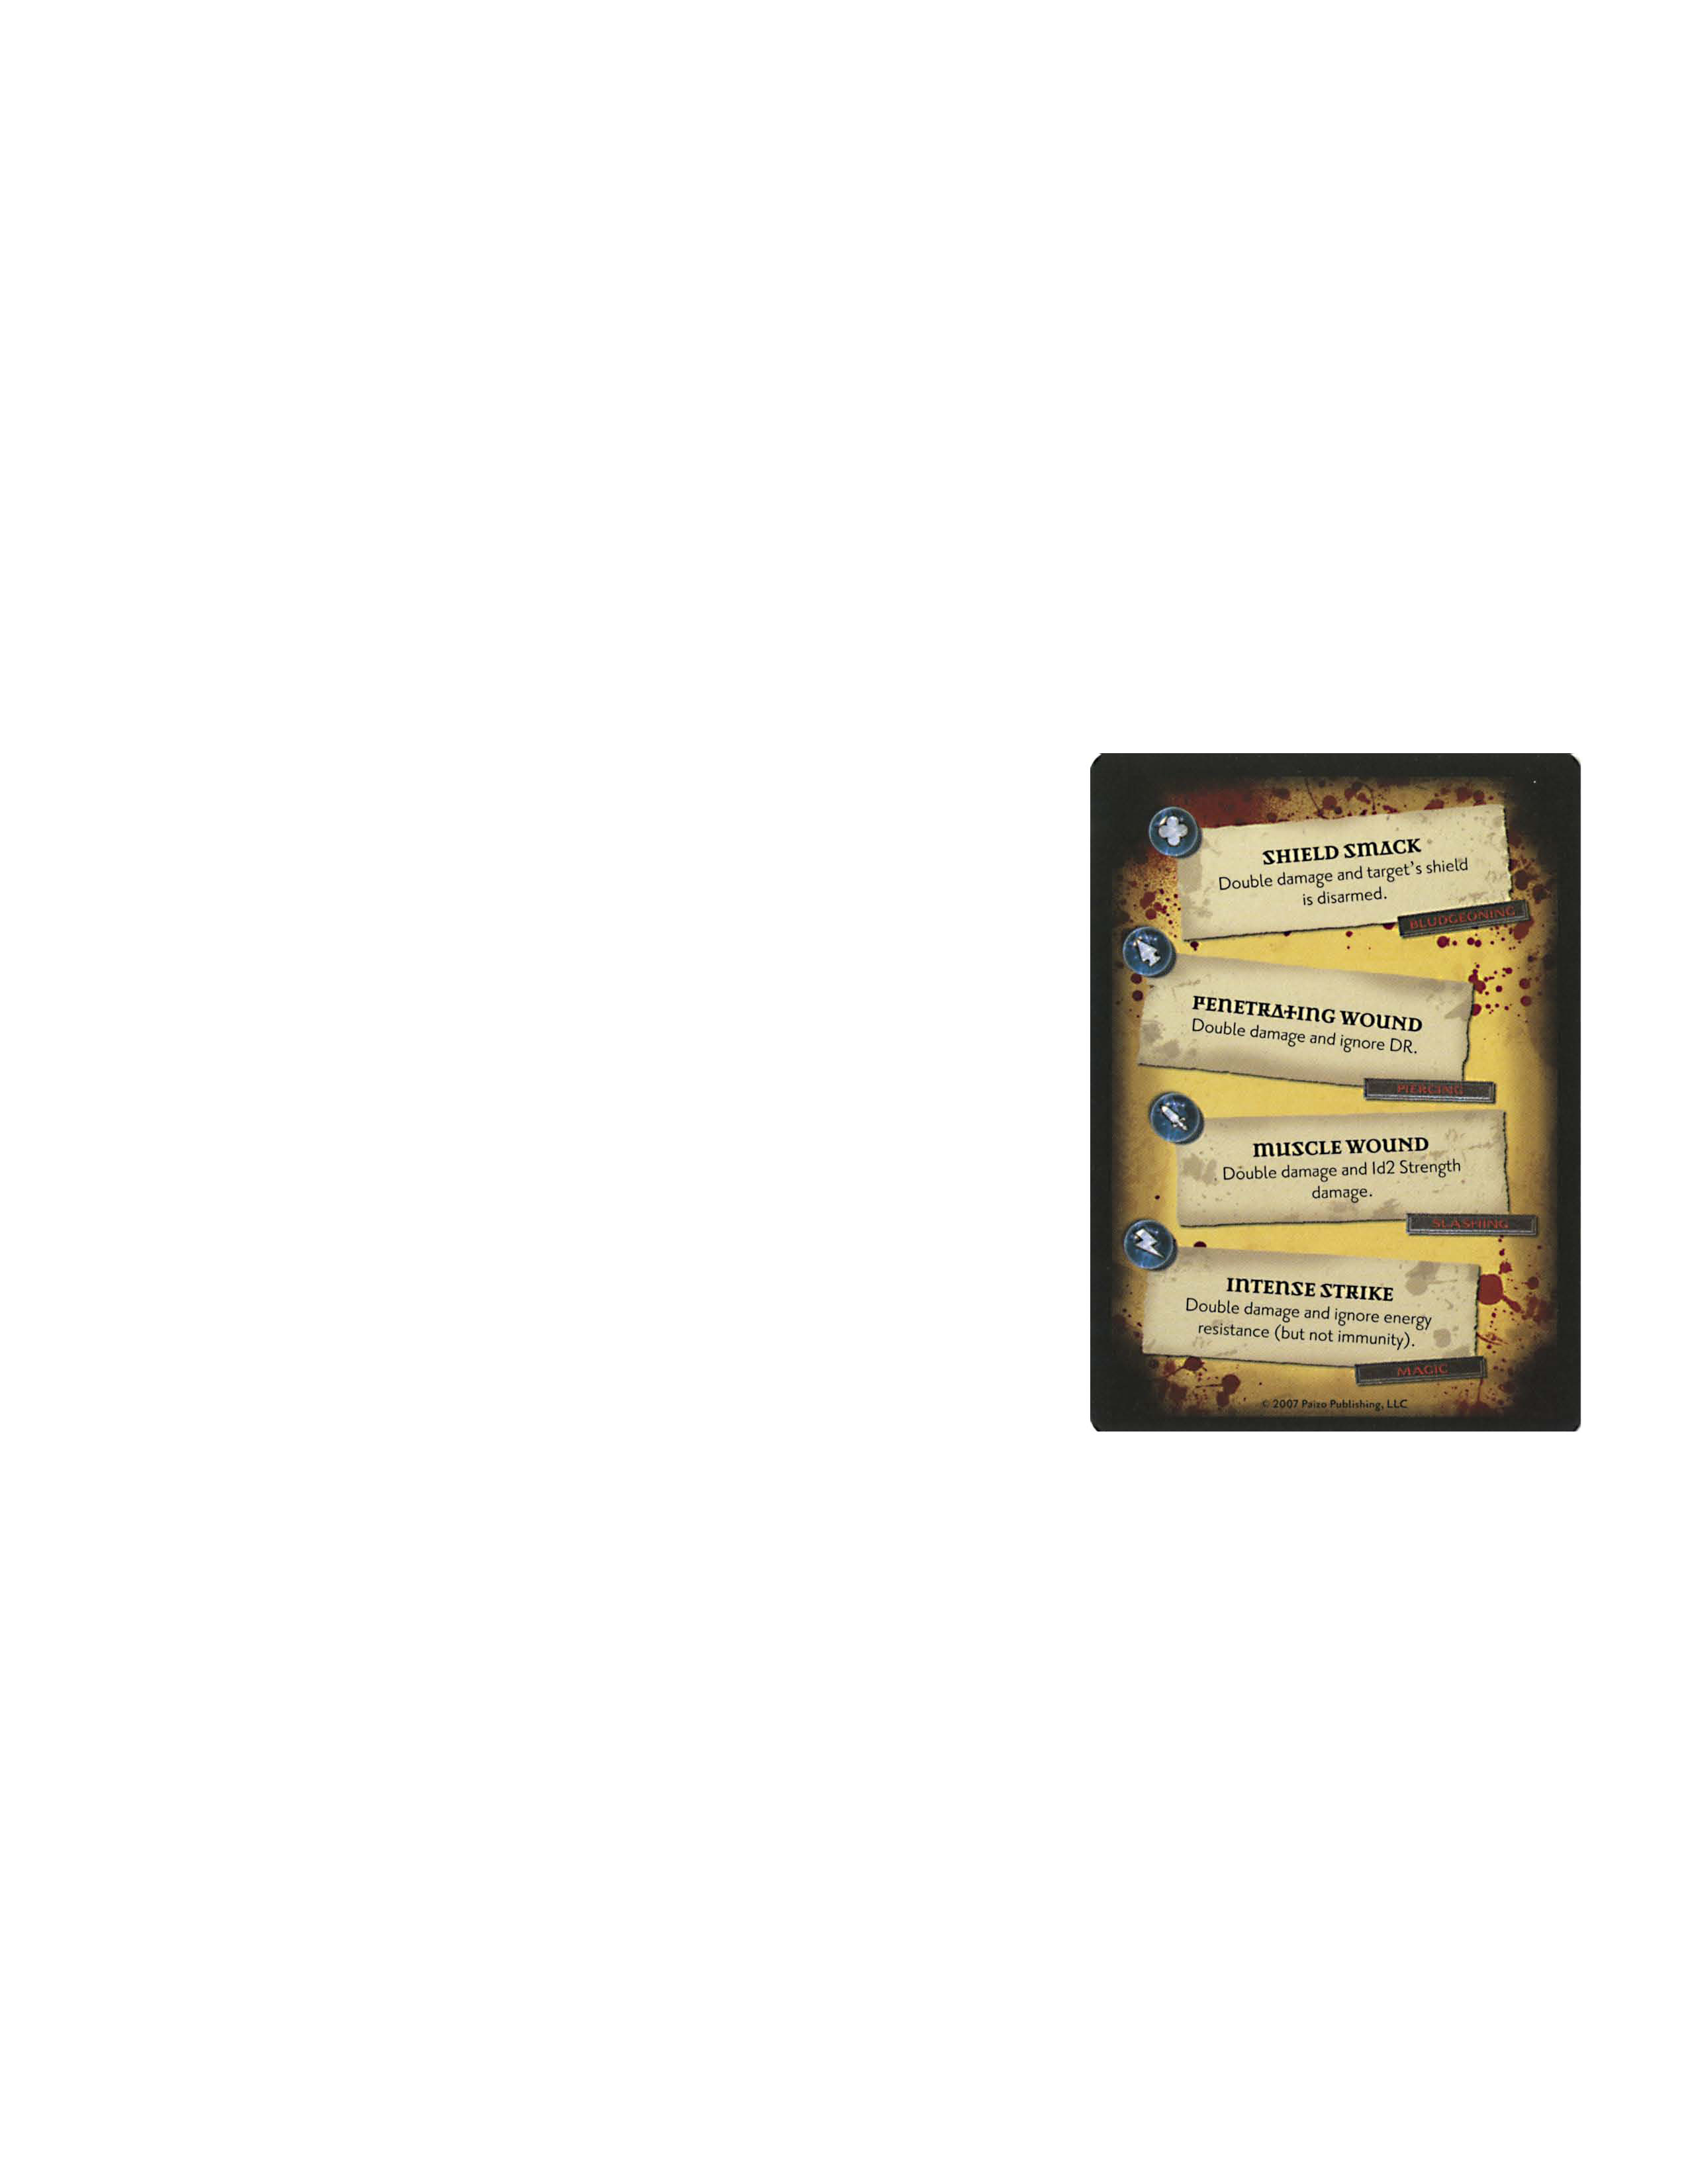 SHIELD SMACK
Double damage and target's shield
is disarmed.
BLUDGEONING
PENETRATING WOUND
Double damage and ignore DR.
PIERCING
MUSCLE WOUND
Double damage and 1d2 Strength
damage.
SLASHING
INTENSE STRIKE
Double damage and ignore energy
resistance (but not immunity).
MAGIC
© 2007 Paizo Publishing, LLC